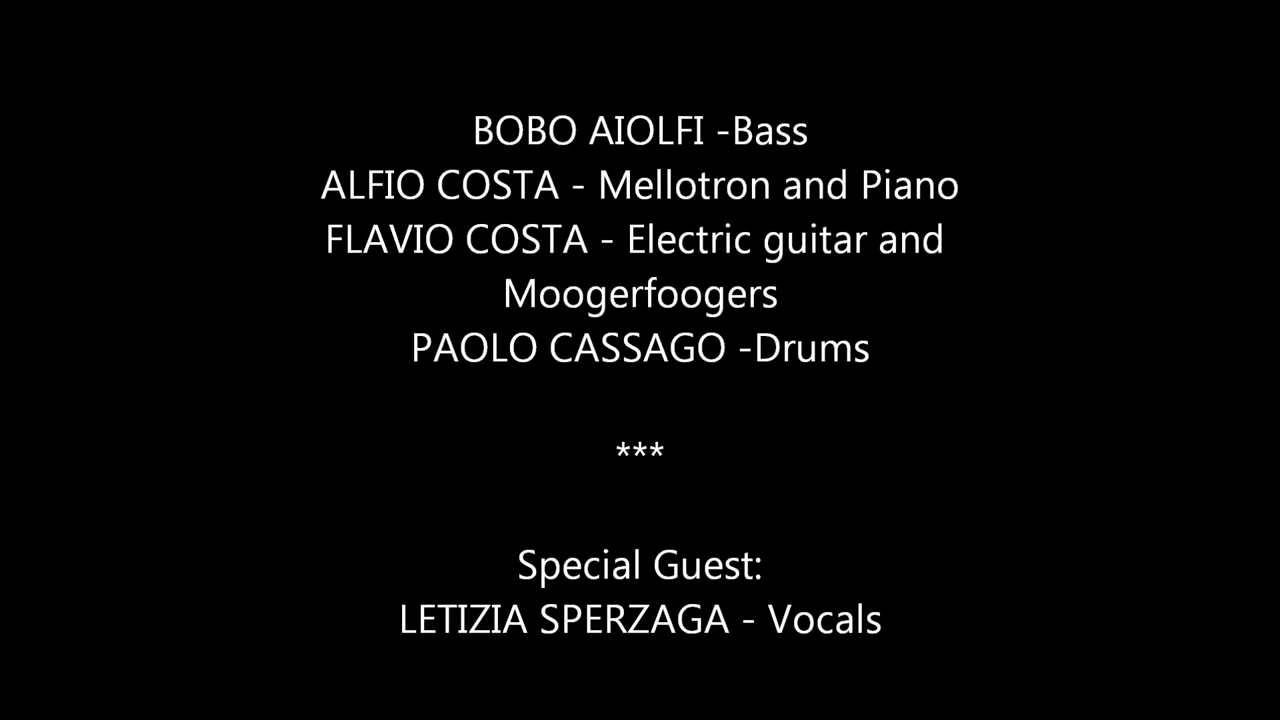 BOBO AIOLFI -Bass
ALFIO COSTA - Mellotron and Piano
FLAVIO COSTA - Electric guitar and
Moogerfoogers
PAOLO CASSAGO -Drums
***
Special Guest:
LETIZIA SPERZAGA - Vocals